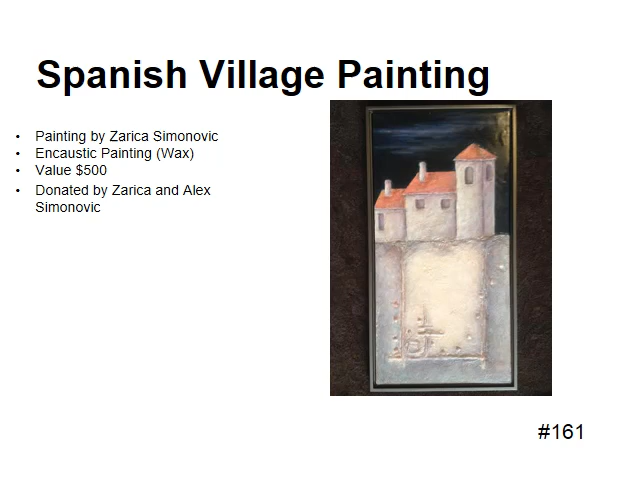 Spanish Village Painting
• Painting by Zarica Simonovic
• Encaustic Painting (Wax)
• Value $500
• Donated by Zarica and Alex
Simonovic
#161